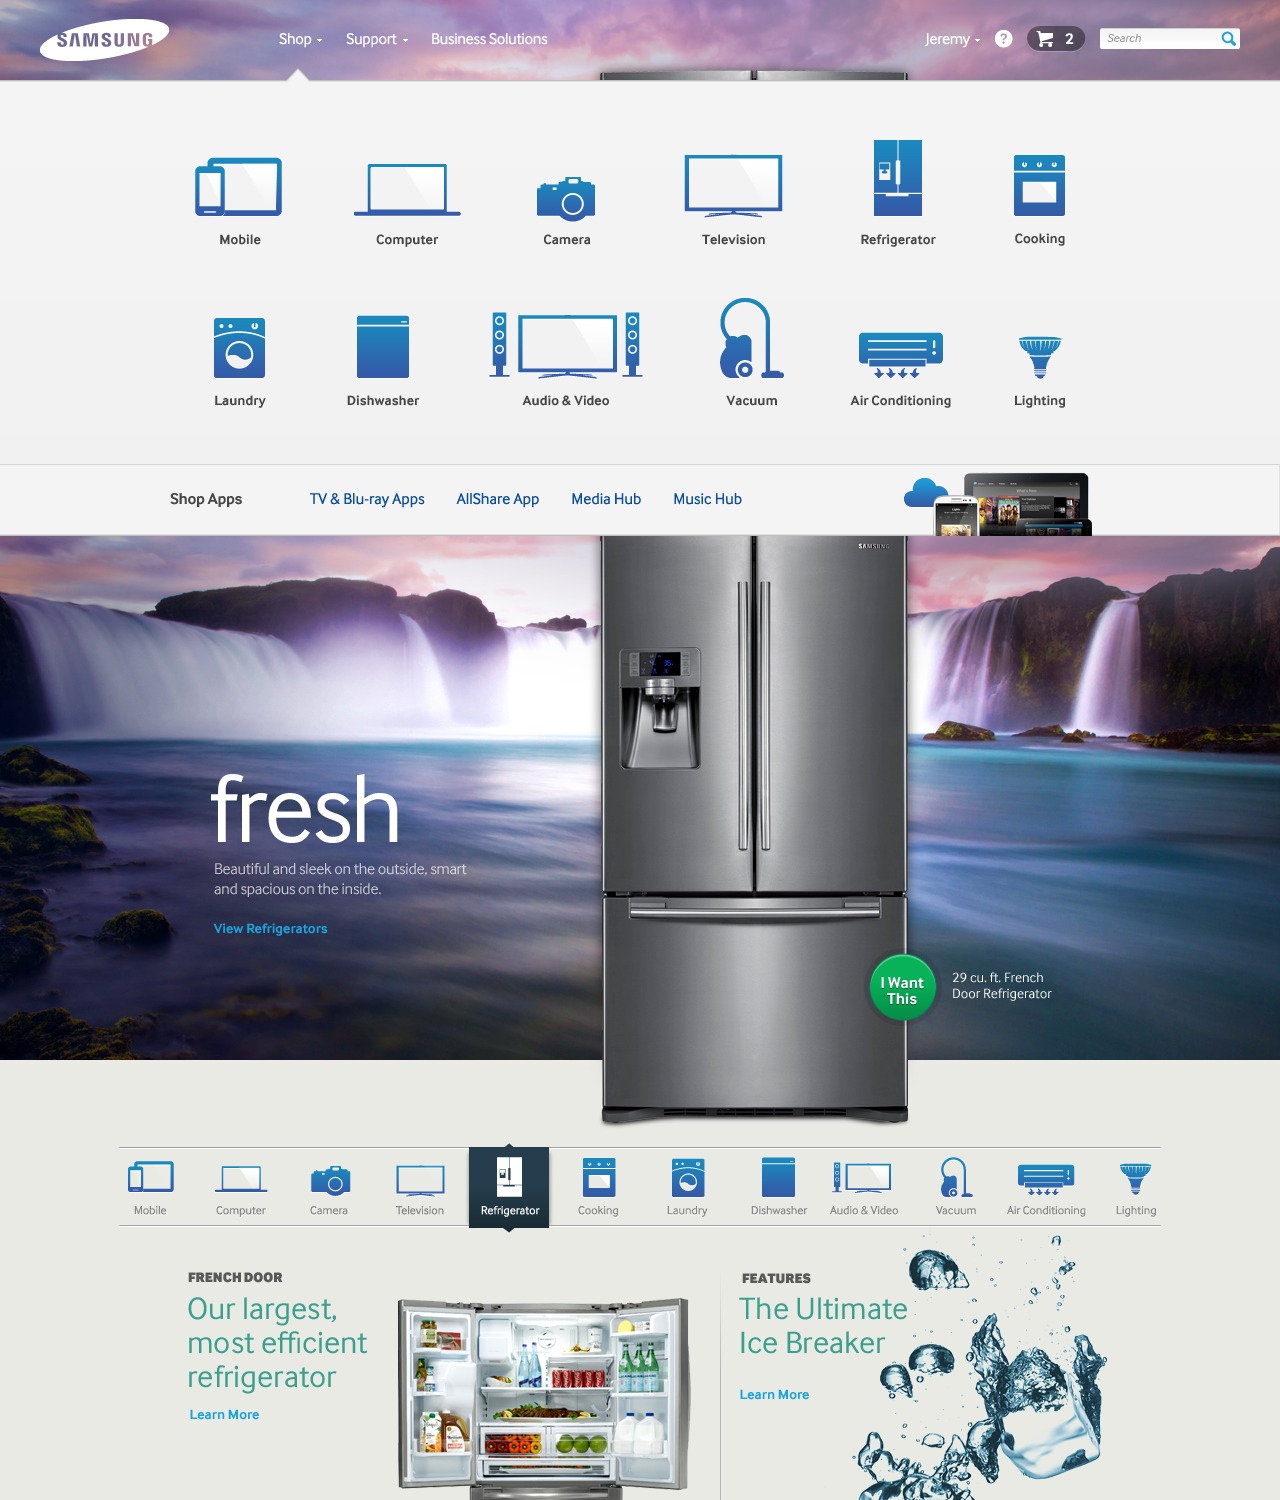 SAMSUNG
Shop
Support
Business Solutions
Jeremy
?
2
Search
Mobile
Computer
Camera
Television
Refrigerator
Cooking
Laundry
Dishwasher
Audio & Video
Vacuum
Air Conditioning
Lighting
Shop Apps
TV & Blu-ray Apps
AllShare App
Media Hub
Music Hub
SAMSUNG
fresh
Beautiful and sleek on the outside, smart
and spacious on the inside.
View Refrigerators
I Want
This
29 cu. ft. French
Door Refrigerator
Mobile
Computer
Camera
Television
Refrigerator
Cooking
Laundry
Dishwasher
Audio & Video
Vacuum
Air Conditioning
Lighting
FRENCH DOOR
Our largest,
most efficient
refrigerator
Learn More
FEATURES
The Ultimate
Ice Breaker
Learn More